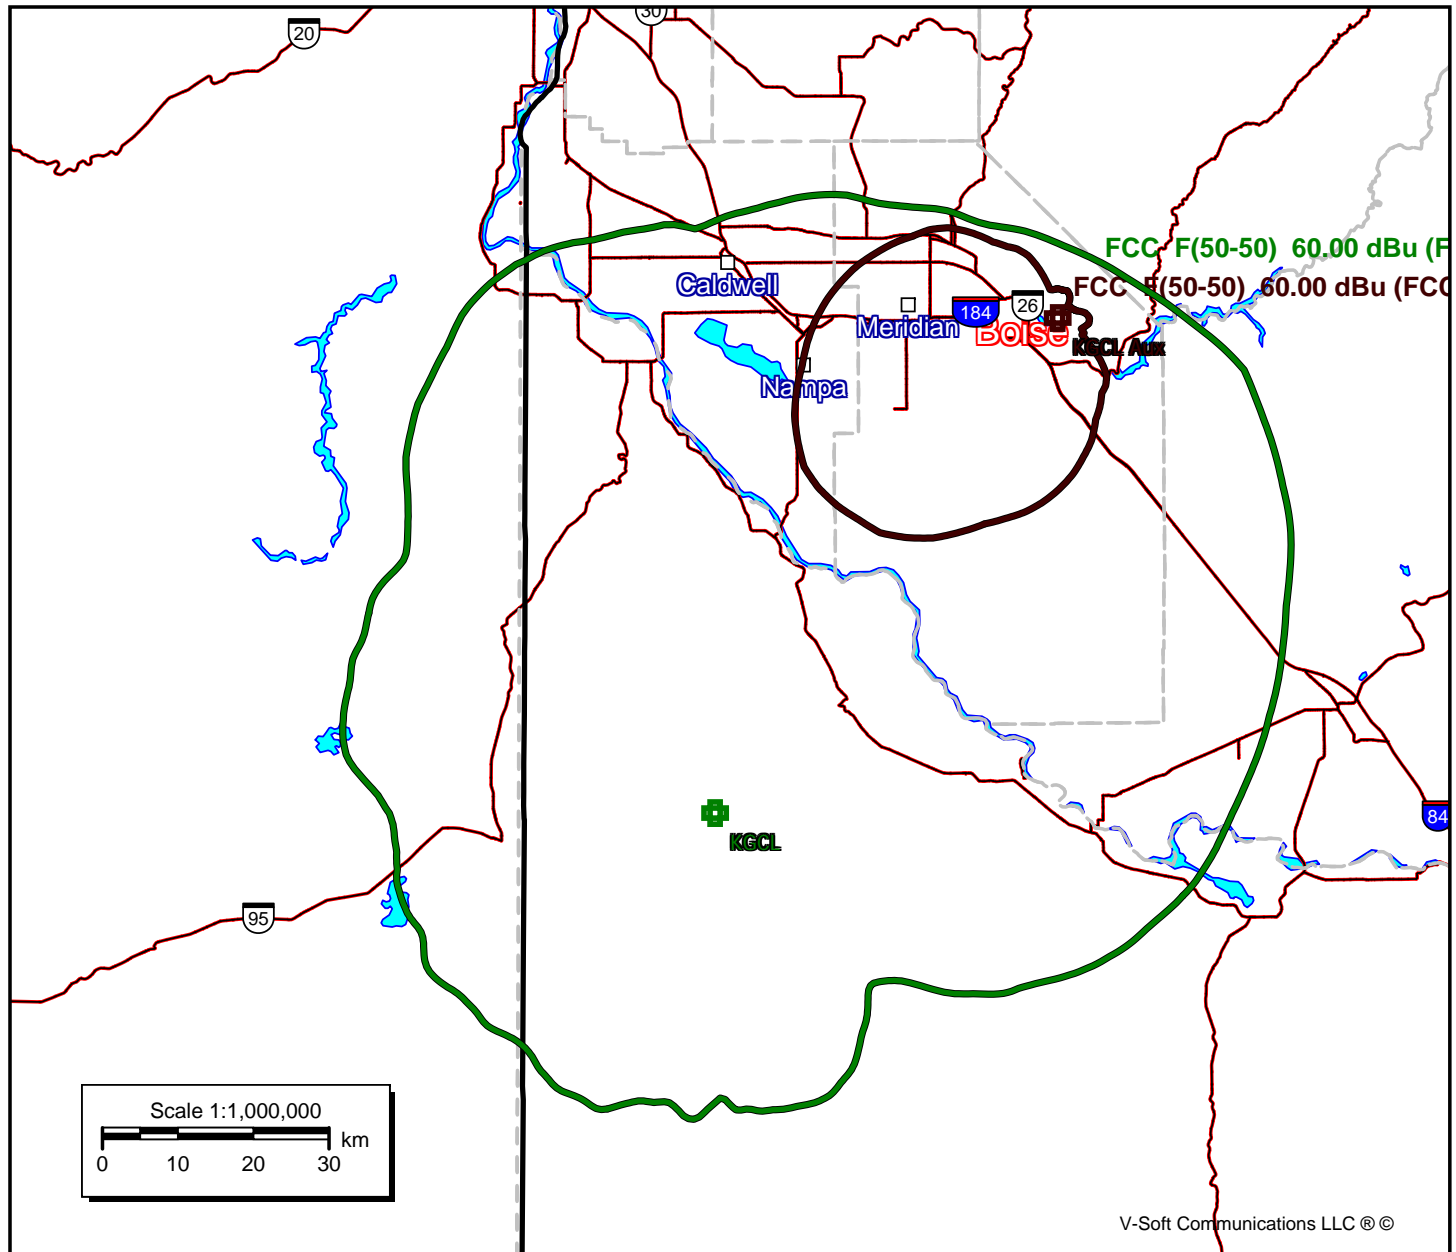 20
30
FCC F(50-50) 60.00 dBu (F
FCC F(50-50) 60.00 dBu (FCC
Caldwell
Meridian
184
26
Boise
KGCL Aux
Nampa
84
KGCL
95
Scale 1:1,000,000
km
0 10 20 30
V-Soft Communications LLC ® ©